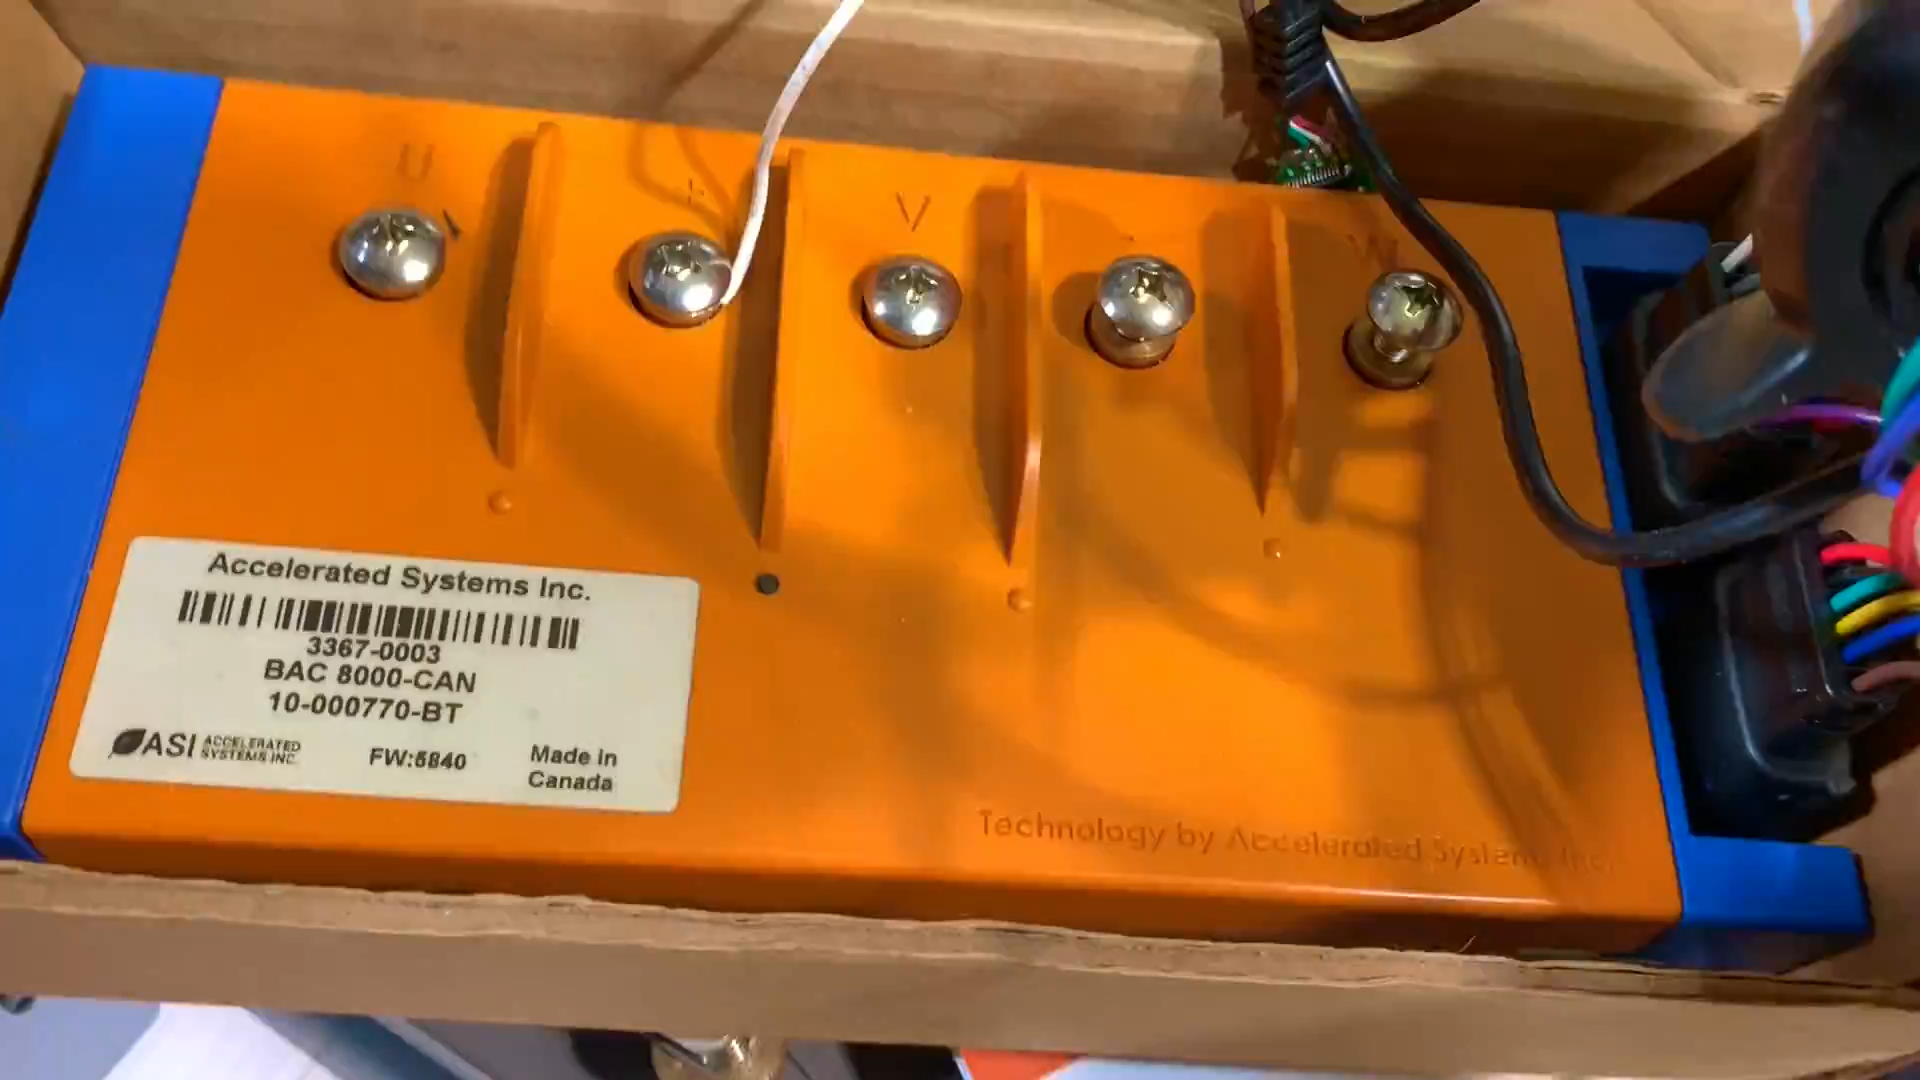 U + V - W
Accelerated Systems Inc.
3367-0003
BAC 8000-CAN
10-000770-BT
ASI ACCELERATED
SYSTEMS INC.
FW:5840
Made in
Canada
Technology by Accelerated Systems Inc.